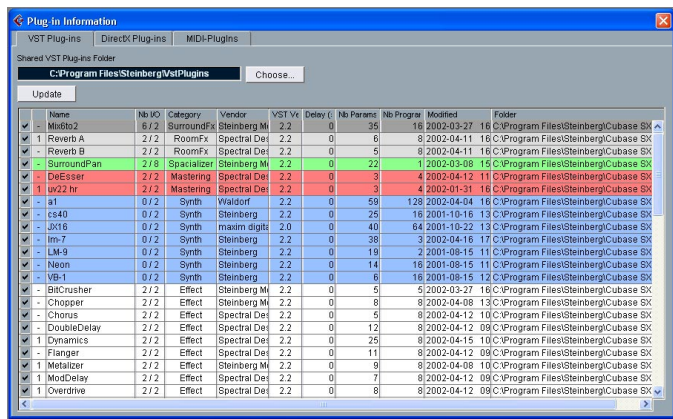 Plug-in Information
VST Plug-ins DirectX Plug-ins MIDI-PlugIns
Shared VST Plug-ins Folder
C:\Program Files\Steinberg\VstPlugins Choose...
Update
Name Nb I/O Category Vendor VST Ve Delay (: Nb Params Nb Prograr Modified Folder
- Mix6to2 6 / 2 SurroundFx Steinberg Me 2.2 0 35 16 2002-03-27 16 C:\Program Files\Steinberg\Cubase SX
1 Reverb A 2 / 2 RoomFx Spectral Des 2.2 0 6 8 2002-04-11 16 C:\Program Files\Steinberg\Cubase SX
- Reverb B 2 / 2 RoomFx Spectral Des 2.2 0 5 8 2002-04-11 16 C:\Program Files\Steinberg\Cubase SX
- SurroundPan 2 / 8 Spacializer Steinberg Me 2.2 0 22 1 2002-03-08 15 C:\Program Files\Steinberg\Cubase SX
- DeEsser 2 / 2 Mastering Spectral Des 2.2 0 3 4 2002-04-12 11 C:\Program Files\Steinberg\Cubase SX
1 uv22 hr 2 / 2 Mastering Spectral Des 2.2 0 3 4 2002-01-31 16 C:\Program Files\Steinberg\Cubase SX
- a1 0 / 2 Synth Waldorf 2.2 0 59 128 2002-04-04 16 C:\Program Files\Steinberg\Cubase SX
- cs40 0 / 2 Synth Steinberg 2.2 0 25 16 2001-10-16 13 C:\Program Files\Steinberg\Cubase SX
- JX16 0 / 2 Synth maxim digita 2.0 0 40 64 2001-10-22 13 C:\Program Files\Steinberg\Cubase SX
- lm-7 0 / 2 Synth Steinberg 2.2 0 38 3 2002-04-16 17 C:\Program Files\Steinberg\Cubase SX
- LM-9 0 / 2 Synth Steinberg 2.2 0 19 2 2001-08-15 11 C:\Program Files\Steinberg\Cubase SX
- Neon 0 / 2 Synth Steinberg 2.2 0 14 16 2001-08-15 11 C:\Program Files\Steinberg\Cubase SX
- VB-1 0 / 2 Synth Steinberg 2.2 0 6 16 2001-08-15 12 C:\Program Files\Steinberg\Cubase SX
- BitCrusher 2 / 2 Effect Steinberg Me 2.2 0 5 5 2002-03-27 16 C:\Program Files\Steinberg\Cubase SX
- Chopper 2 / 2 Effect Steinberg Me 2.2 0 8 8 2002-04-08 13 C:\Program Files\Steinberg\Cubase SX
- Chorus 2 / 2 Effect Spectral Des 2.2 0 5 8 2002-04-12 10 C:\Program Files\Steinberg\Cubase SX
- DoubleDelay 2 / 2 Effect Spectral Des 2.2 0 12 8 2002-04-12 09 C:\Program Files\Steinberg\Cubase SX
1 Dynamics 2 / 2 Effect Spectral Des 2.2 0 25 8 2002-04-15 10 C:\Program Files\Steinberg\Cubase SX
- Flanger 2 / 2 Effect Spectral Des 2.2 0 11 8 2002-04-12 09 C:\Program Files\Steinberg\Cubase SX
1 Metalizer 2 / 2 Effect Steinberg Me 2.2 0 9 8 2002-04-08 10 C:\Program Files\Steinberg\Cubase SX
1 ModDelay 2 / 2 Effect Spectral Des 2.2 0 7 8 2002-04-12 09 C:\Program Files\Steinberg\Cubase SX
1 Overdrive 2 / 2 Effect Spectral Des 2.2 0 8 8 2002-04-12 09 C:\Program Files\Steinberg\Cubase SX